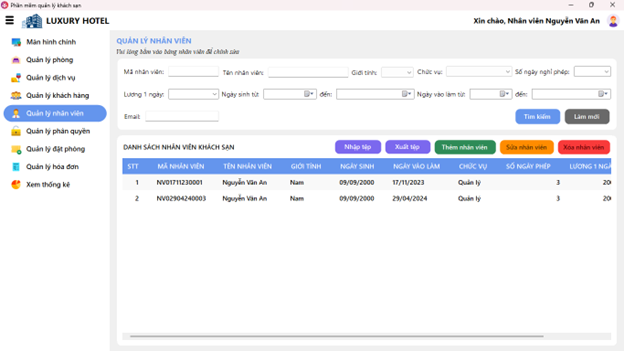 Phần mềm quản lý khách sạn
LUXURY HOTEL
Xin chào, Nhân viên Nguyễn Văn An
Màn hình chính
Quản lý phòng
Quản lý dịch vụ
Quản lý khách hàng
Quản lý nhân viên
Quản lý phân quyền
Quản lý đặt phòng
Quản lý hóa đơn
Xem thống kê
QUẢN LÝ NHÂN VIÊN
Vui lòng bấm vào bảng nhân viên để chỉnh sửa
Mã nhân viên: Tên nhân viên: Giới tính: Chức vụ: Số ngày nghỉ phép:
Lương 1 ngày: Ngày sinh từ: đến: Ngày vào làm từ: đến:
Email: Tìm kiếm Làm mới
DANH SÁCH NHÂN VIÊN KHÁCH SẠN Nhập tệp Xuất tệp Thêm nhân viên Sửa nhân viên Xóa nhân viên
STT MÃ NHÂN VIÊN TÊN NHÂN VIÊN GIỚI TÍNH NGÀY SINH NGÀY VÀO LÀM CHỨC VỤ SỐ NGÀY PHÉP LƯƠNG 1 NGÀ
1 NV01711230001 Nguyễn Văn An Nam 09/09/2000 17/11/2023 Quản lý 3 20
2 NV02904240003 Nguyễn Văn An Nam 09/09/2000 29/04/2024 Quản lý 3 20